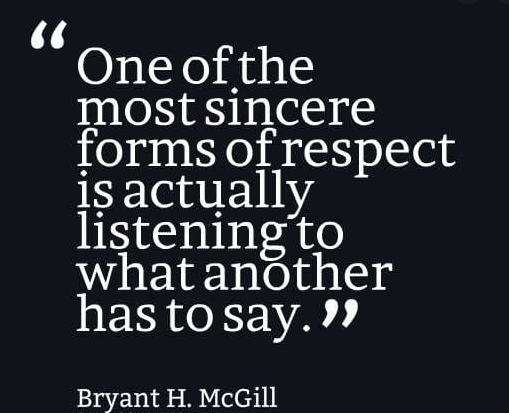 “One of the
most sincere
forms of respect
is actually
listening to
what another
has to say.”
Bryant H. McGill